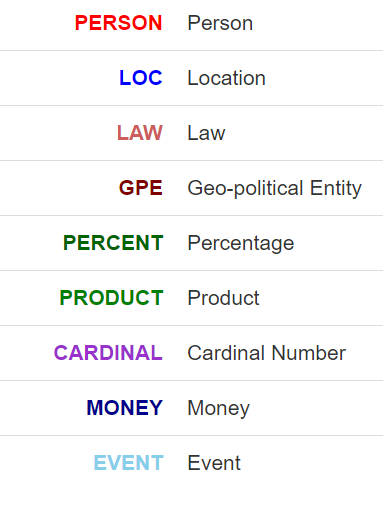 PERSON Person
LOC Location
LAW Law
GPE Geo-political Entity
PERCENT Percentage
PRODUCT Product
CARDINAL Cardinal Number
MONEY Money
EVENT Event